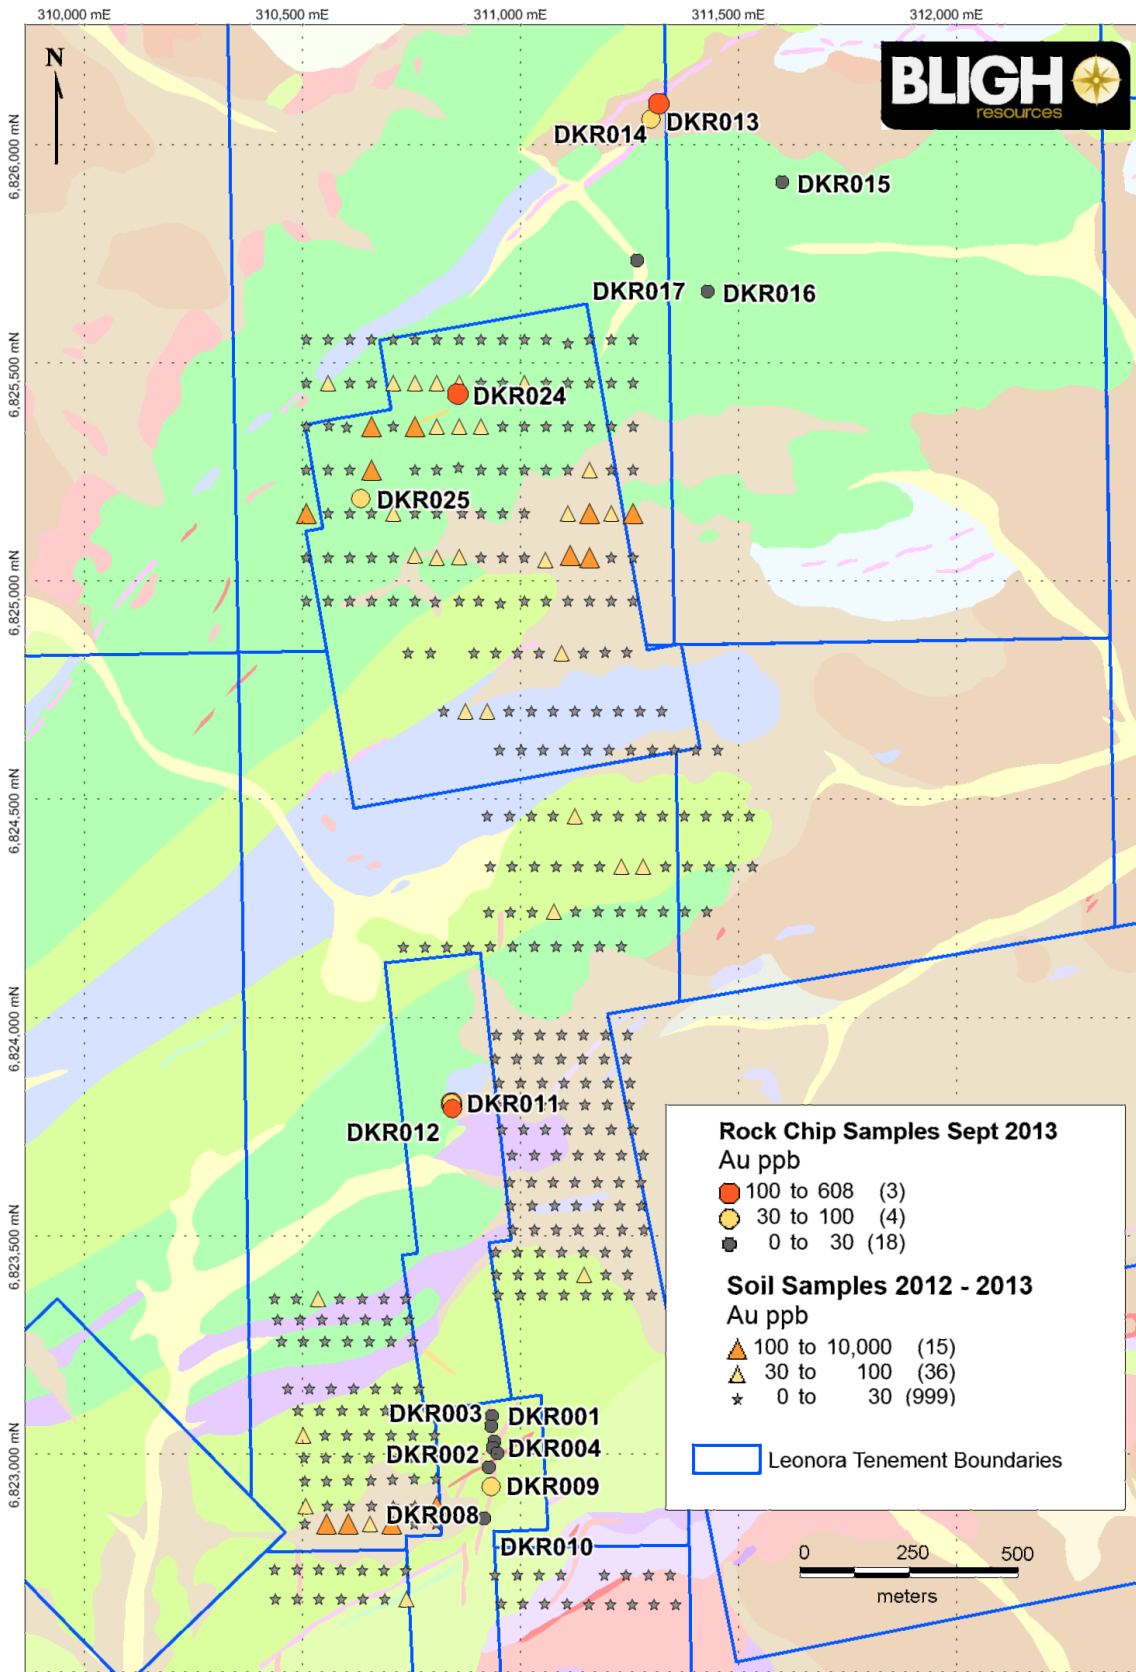 310,000 mE
310,500 mE
311,000 mE
311,500 mE
312,000 mE
N
BLIGH
resources
6,826,000 mN
DKR013
DKR014
DKR015
DKR017
DKR016
6,825,500 mN
DKR024
DKR025
6,825,000 mN
6,824,500 mN
6,824,000 mN
DKR011
DKR012
6,823,500 mN
DKR003
DKR001
DKR002
DKR004
DKR009
DKR008
DKR010
6,823,000 mN
Rock Chip Samples Sept 2013
Au ppb
100 to 608 (3)
30 to 100 (4)
0 to 30 (18)
Soil Samples 2012 - 2013
Au ppb
100 to 10,000 (15)
30 to 100 (36)
0 to 30 (999)
Leonora Tenement Boundaries
0 250 500
meters